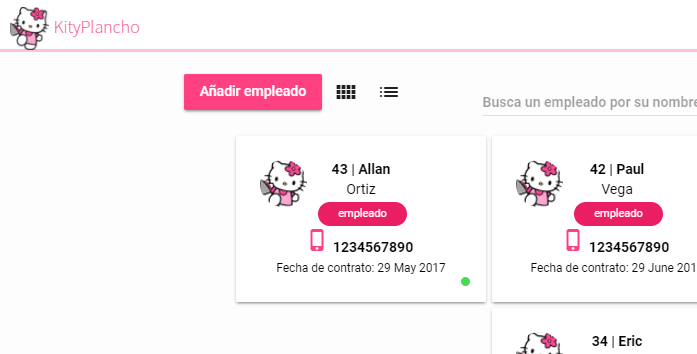 KityPlancho
Añadir empleado
Busca un empleado por su nombre
43 | Allan
Ortiz
empleado
1234567890
Fecha de contrato: 29 May 2017
42 | Paul
Vega
empleado
1234567890
Fecha de contrato: 29 June 201
34 | Eric